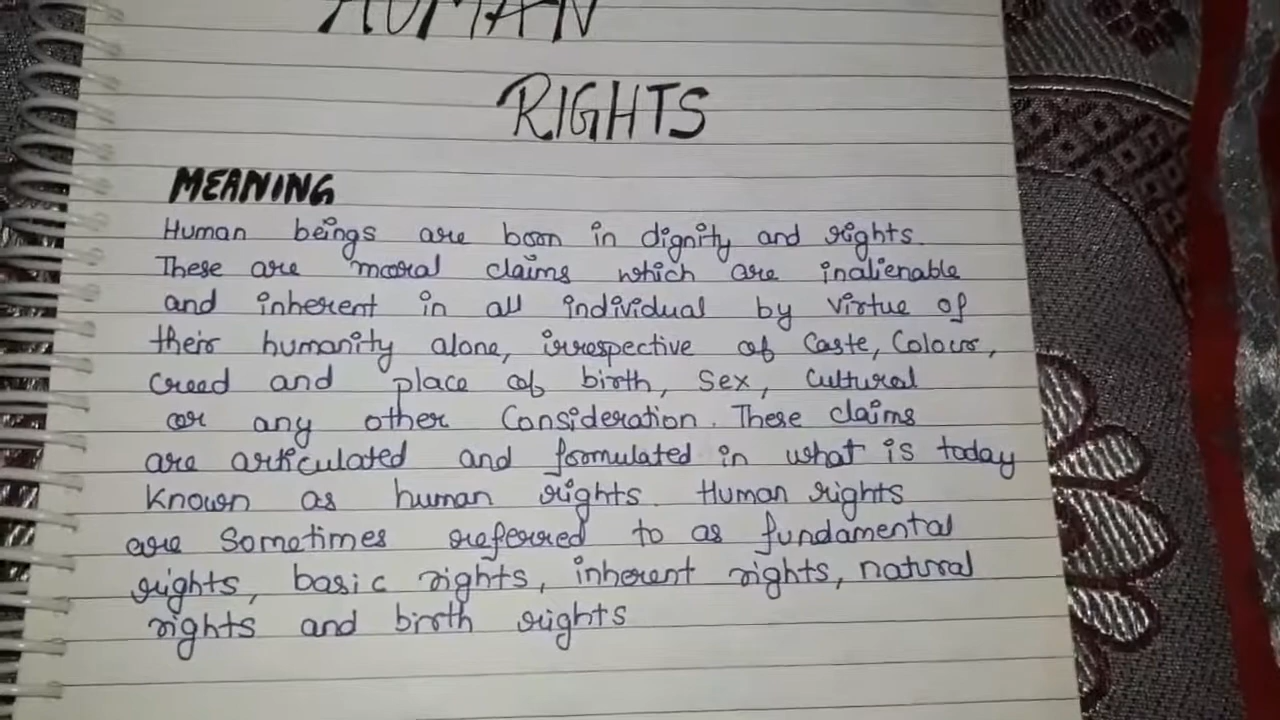 HUMAN
RIGHTS
MEANING
Human beings are born in dignity and rights.
These are moral claims which are inalienable
and inherent in all individual by virtue of
their humanity alone, irrespective of Caste, Colour,
Creed and place of birth, Sex, Cultural
or any other Consideration. These claims
are articulated and formulated in what is today
known as human rights. Human rights
are Sometimes referred to as fundamental
rights, basic rights, inherent rights, natural
rights and birth rights